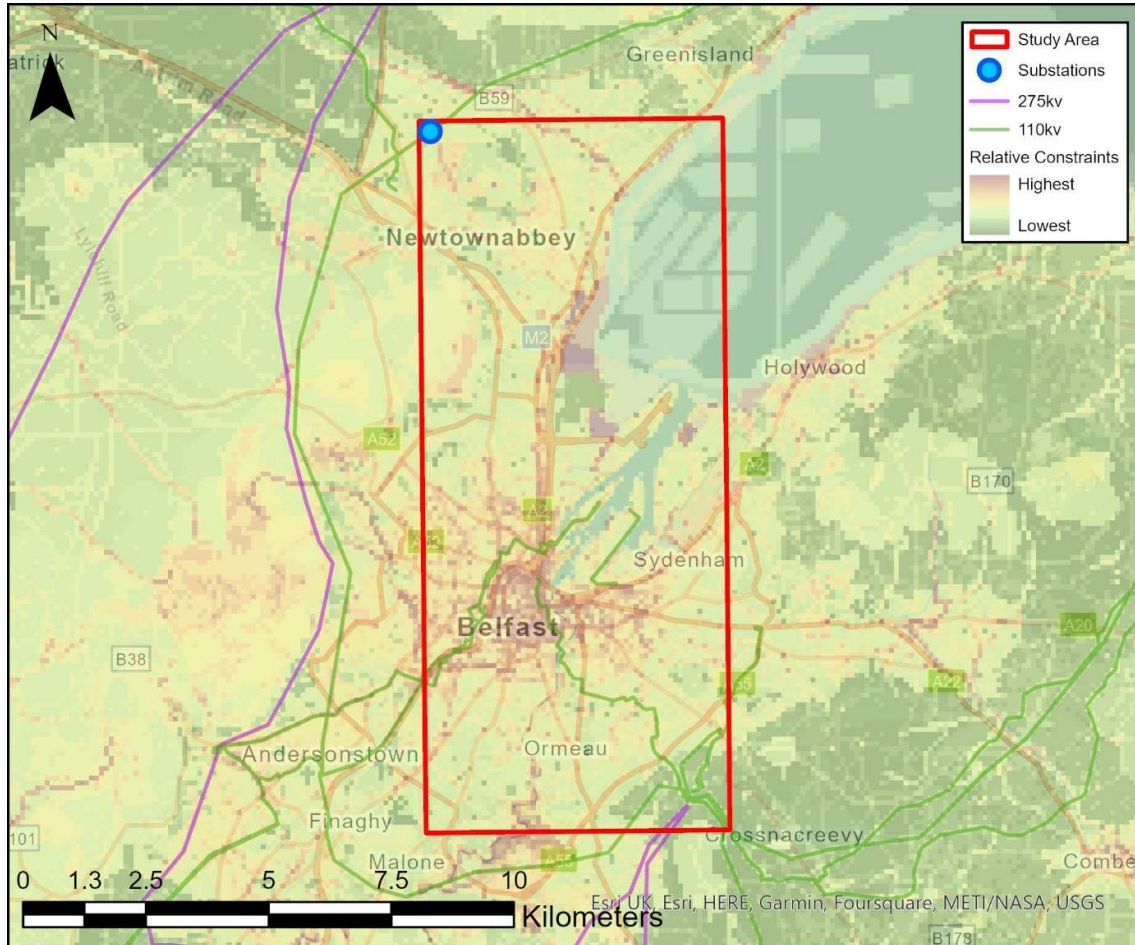 Greenisland
Study Area
Substations
275kv
110kv
Relative Constraints
Highest
Lowest
N
atrick
Antrim Road
B59
Newtownabbey
Lylehill Road
M2
Holywood
A52
A2
B170
A2
Sydenham
Belfast
A20
B38
A55
A22
Andersonstown
Ormeau
Finaghy
Crossnacreevy
101
Malone
A55
Combe
0 1.3 2.5 5 7.5 10
Kilometers
Esri UK, Esri, HERE, Garmin, Foursquare, METI/NASA, USGS
B178